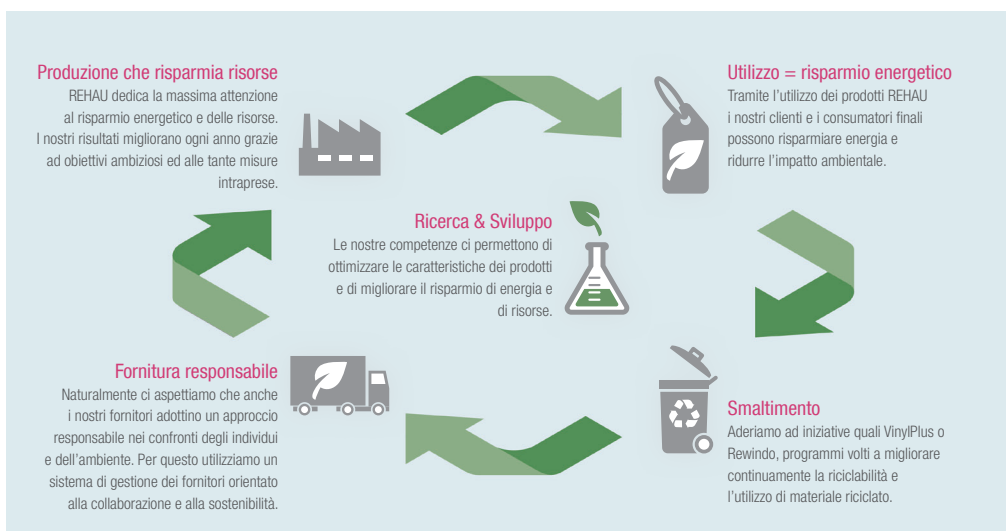 Produzione che risparmia risorse
REHAU dedica la massima attenzione
al risparmio energetico e delle risorse.
I nostri risultati migliorano ogni anno grazie
ad obiettivi ambiziosi ed alle tante misure
intraprese.
Utilizzo = risparmio energetico
Tramite l'utilizzo dei prodotti REHAU
i nostri clienti e i consumatori finali
possono risparmiare energia e
ridurre l'impatto ambientale.
Ricerca & Sviluppo
Le nostre competenze ci permettono di
ottimizzare le caratteristiche dei prodotti
e di migliorare il risparmio di energia e
di risorse.
Fornitura responsabile
Naturalmente ci aspettiamo che anche
i nostri fornitori adottino un approccio
responsabile nei confronti degli individui
e dell'ambiente. Per questo utilizziamo un
sistema di gestione dei fornitori orientato
alla collaborazione e alla sostenibilità.
Smaltimento
Aderiamo ad iniziative quali VinylPlus o
Rewindo, programmi volti a migliorare
continuamente la riciclabilità e
l'utilizzo di materiale riciclato.